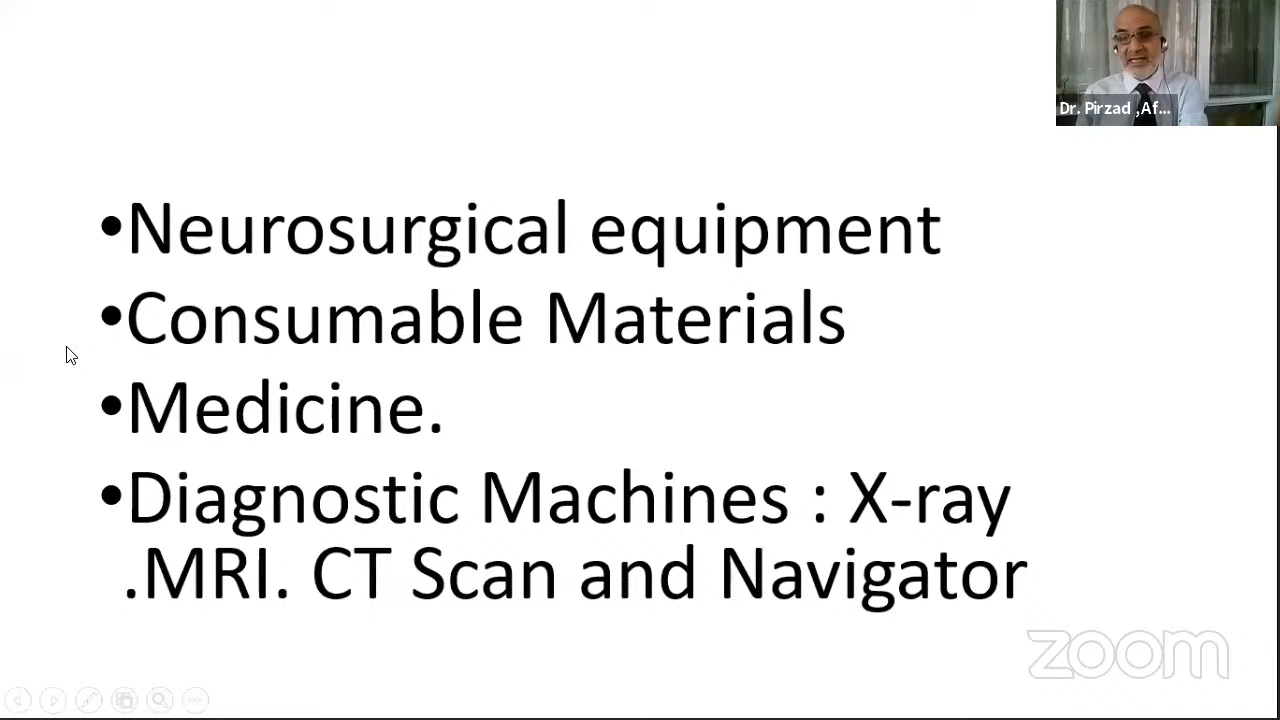 Dr. Pirzad ,Af...
•Neurosurgical equipment
•Consumable Materials
•Medicine.
•Diagnostic Machines : X-ray
.MRI. CT Scan and Navigator
zoom